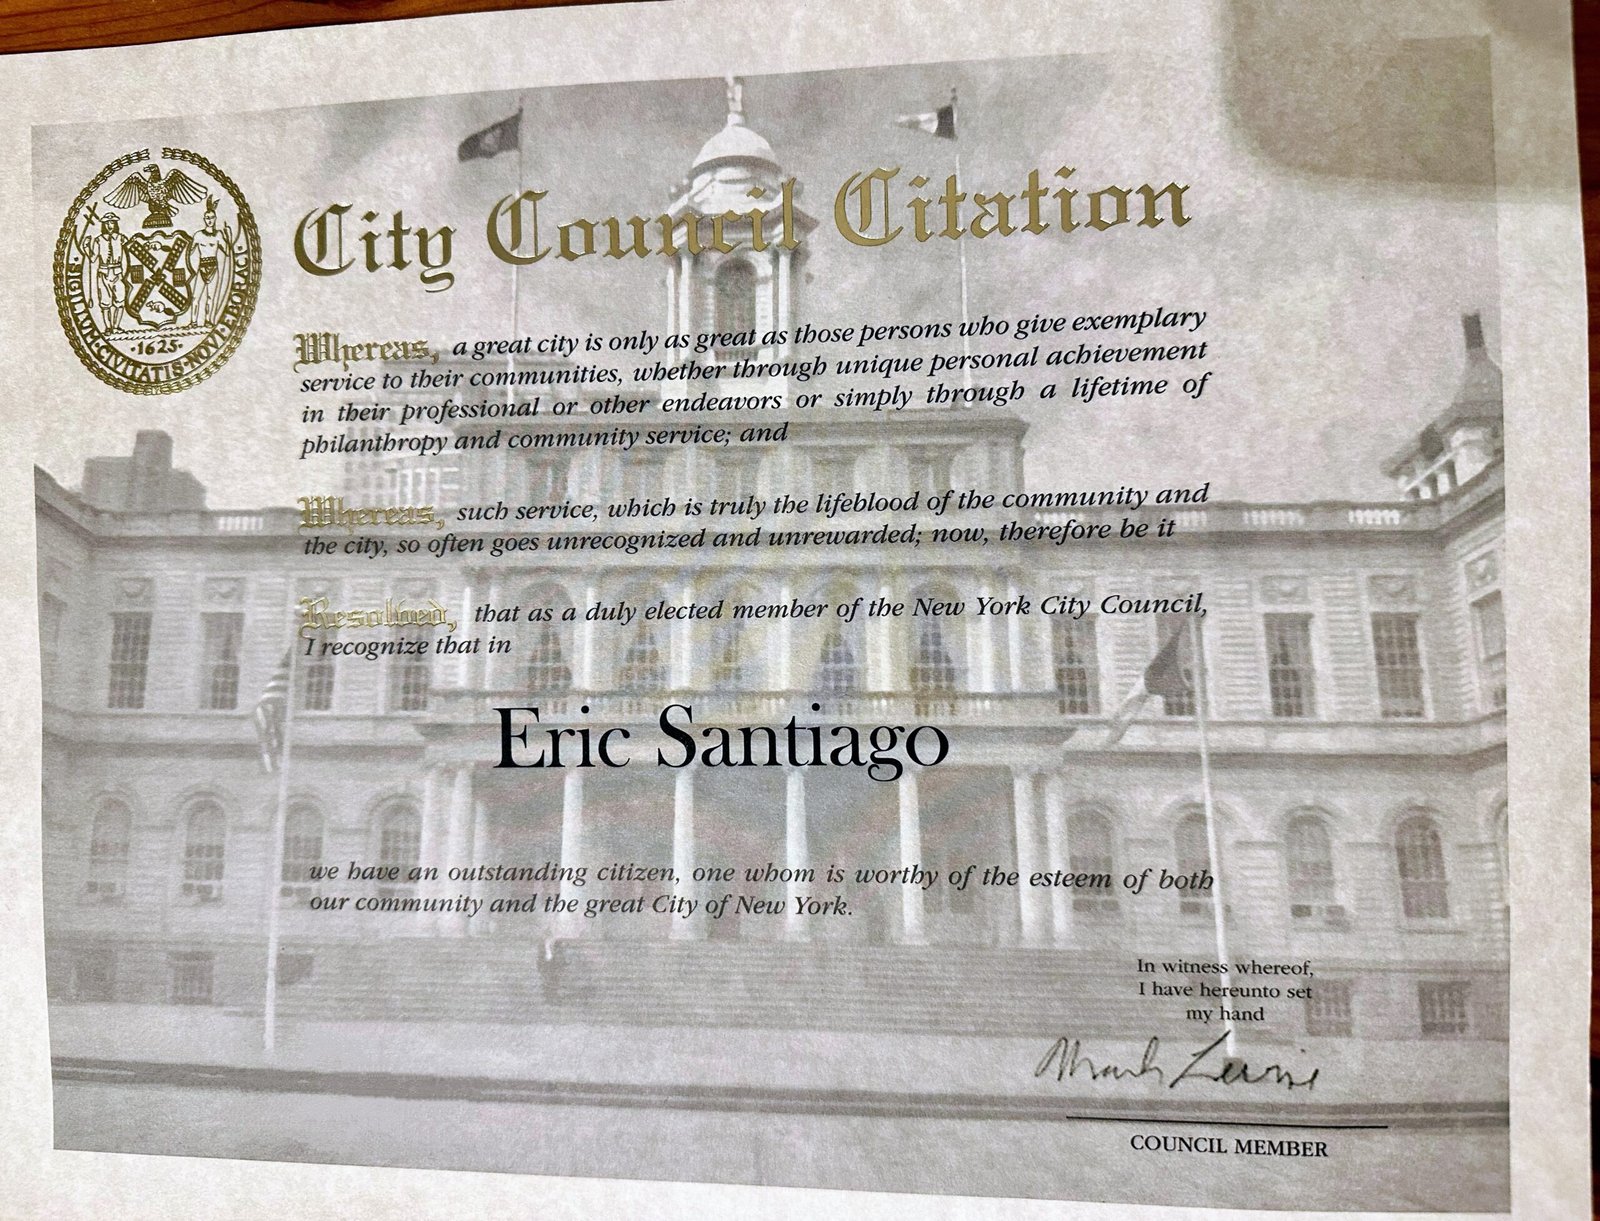 City Council Citation
SIGILLUM·CIVITATIS·NOVI·EBORACI
·1625·
Whereas, a great city is only as great as those persons who give exemplary
service to their communities, whether through unique personal achievement
in their professional or other endeavors or simply through a lifetime of
philanthropy and community service; and
Whereas, such service, which is truly the lifeblood of the community and
the city, so often goes unrecognized and unrewarded; now, therefore be it
Resolved, that as a duly elected member of the New York City Council,
I recognize that in
Eric Santiago
we have an outstanding citizen, one whom is worthy of the esteem of both
our community and the great City of New York.
In witness whereof,
I have hereunto set
my hand
Mark Levine
COUNCIL MEMBER